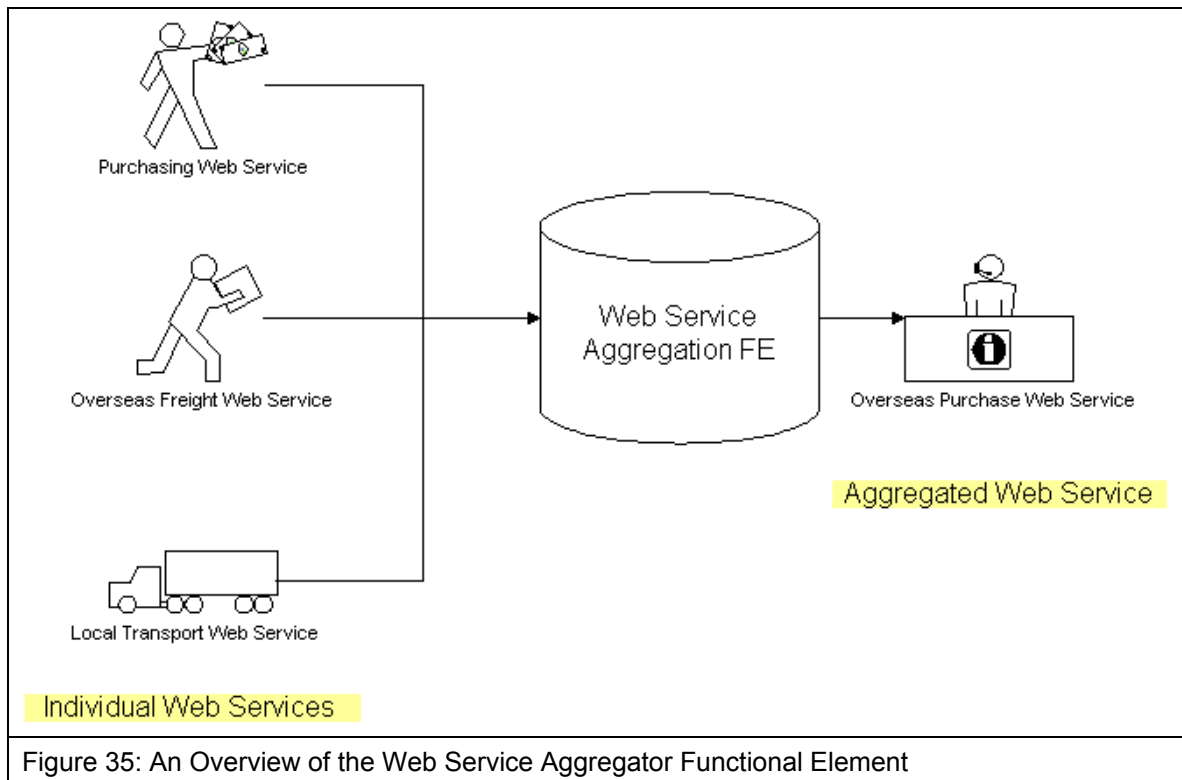 Purchasing Web Service
Overseas Freight Web Service
Local Transport Web Service
Individual Web Services
Web Service
Aggregation FE
Overseas Purchase Web Service
Aggregated Web Service
Figure 35: An Overview of the Web Service Aggregator Functional Element